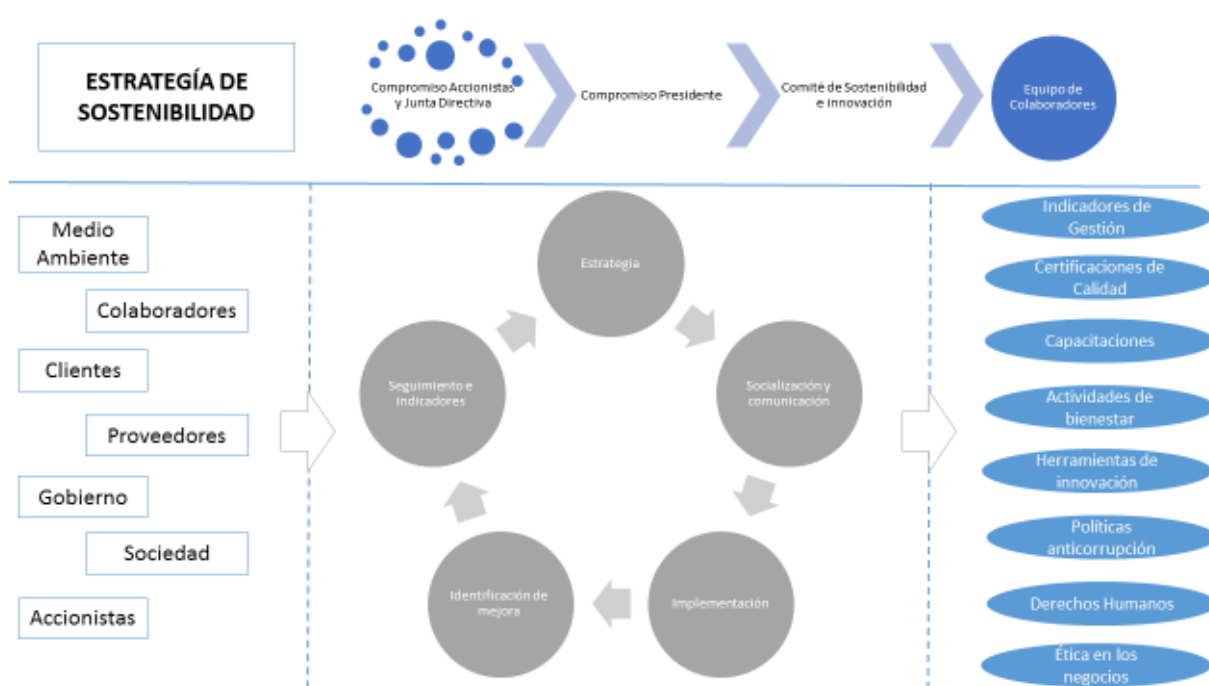 ESTRATEGÍA DE
SOSTENIBILIDAD
Compromiso Accionistas
y Junta Directiva
Compromiso Presidente
Comité de Sostenibilidad
e innovación
Equipo de
Colaboradores
Medio
Ambiente
Colaboradores
Clientes
Proveedores
Gobierno
Sociedad
Accionistas
Estrategia
Socialización y
comunicación
Implementación
Identificación de
mejora
Seguimiento e
indicadores
Indicadores de
Gestión
Certificaciones de
Calidad
Capacitaciones
Actividades de
bienestar
Herramientas de
innovación
Políticas
anticorrupción
Derechos Humanos
Ética en los
negocios